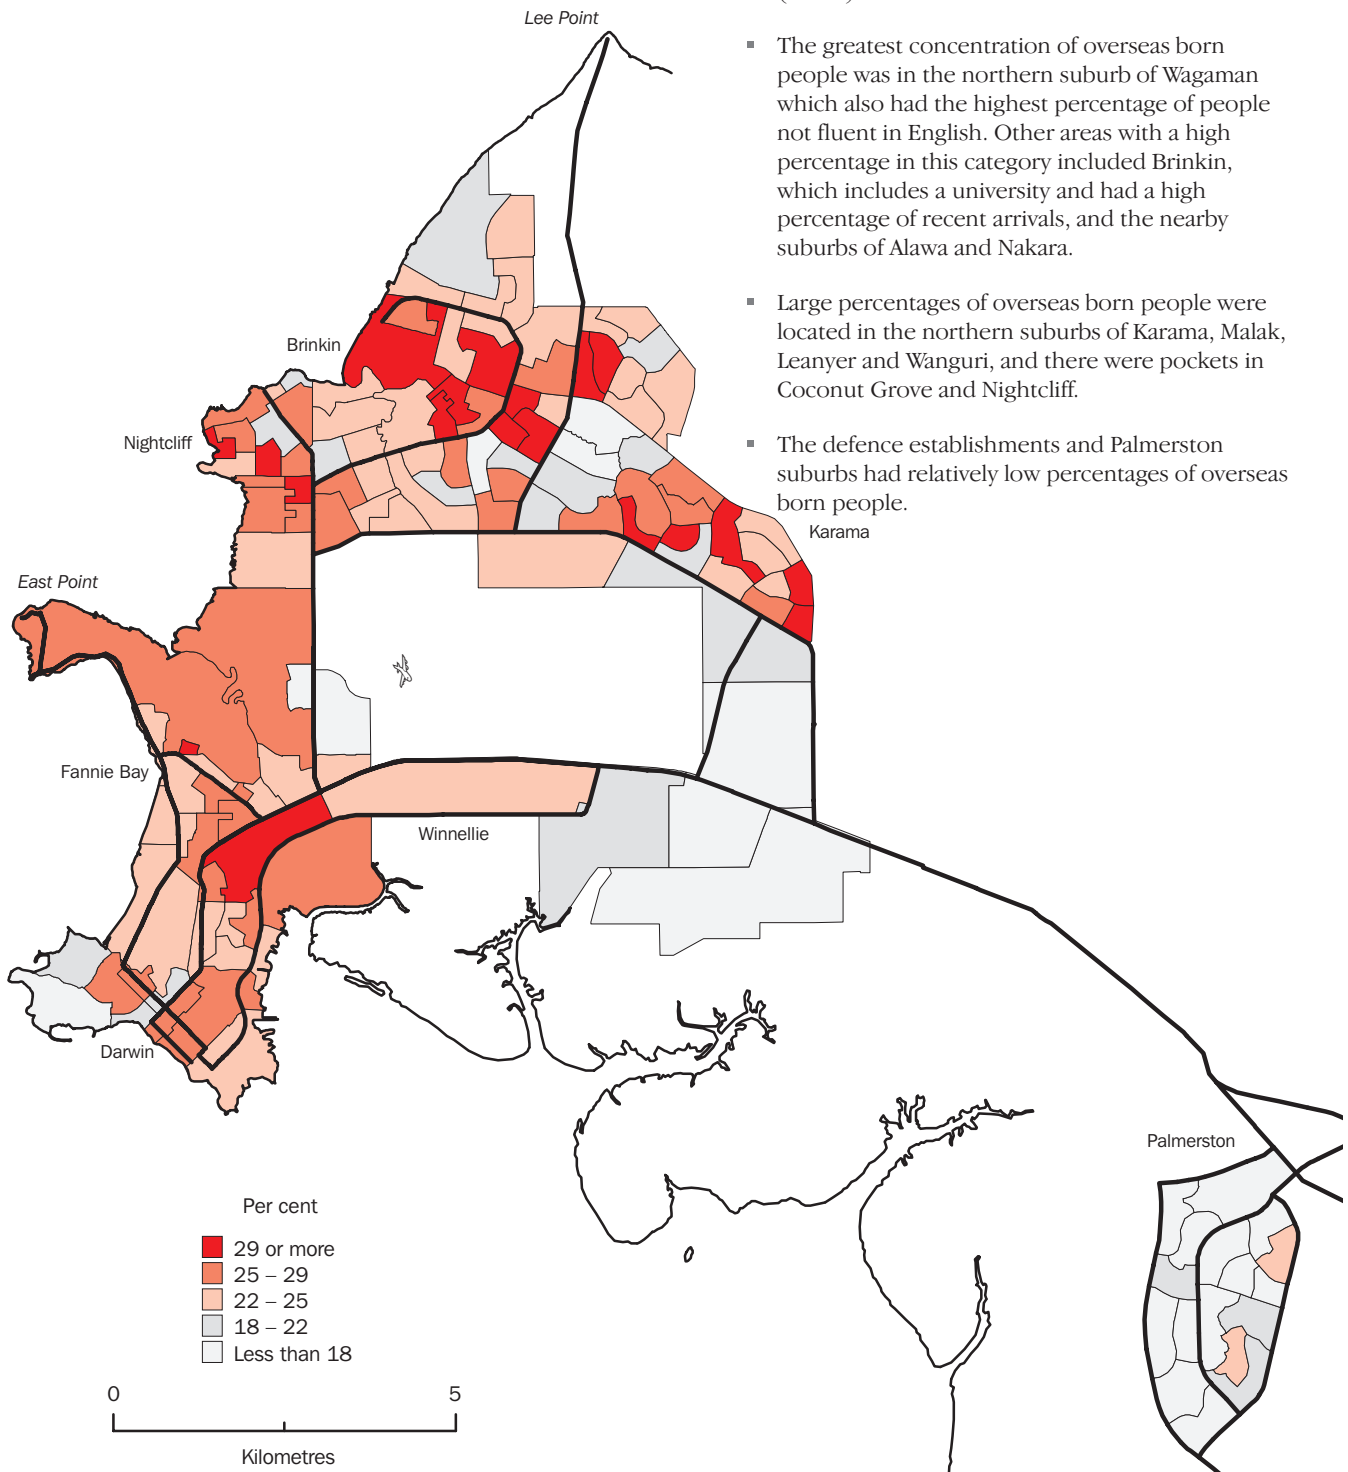 Lee Point
The greatest concentration of overseas born
people was in the northern suburb of Wagaman
which also had the highest percentage of people
not fluent in English. Other areas with a high
percentage in this category included Brinkin,
which includes a university and had a high
percentage of recent arrivals, and the nearby
suburbs of Alawa and Nakara.
Large percentages of overseas born people were
located in the northern suburbs of Karama, Malak,
Leanyer and Wanguri, and there were pockets in
Coconut Grove and Nightcliff.
The defence establishments and Palmerston
suburbs had relatively low percentages of overseas
born people.
Brinkin
Nightcliff
Karama
East Point
Fannie Bay
Winnellie
Darwin
Palmerston
Per cent
29 or more
25 – 29
22 – 25
18 – 22
Less than 18
0 5
Kilometres